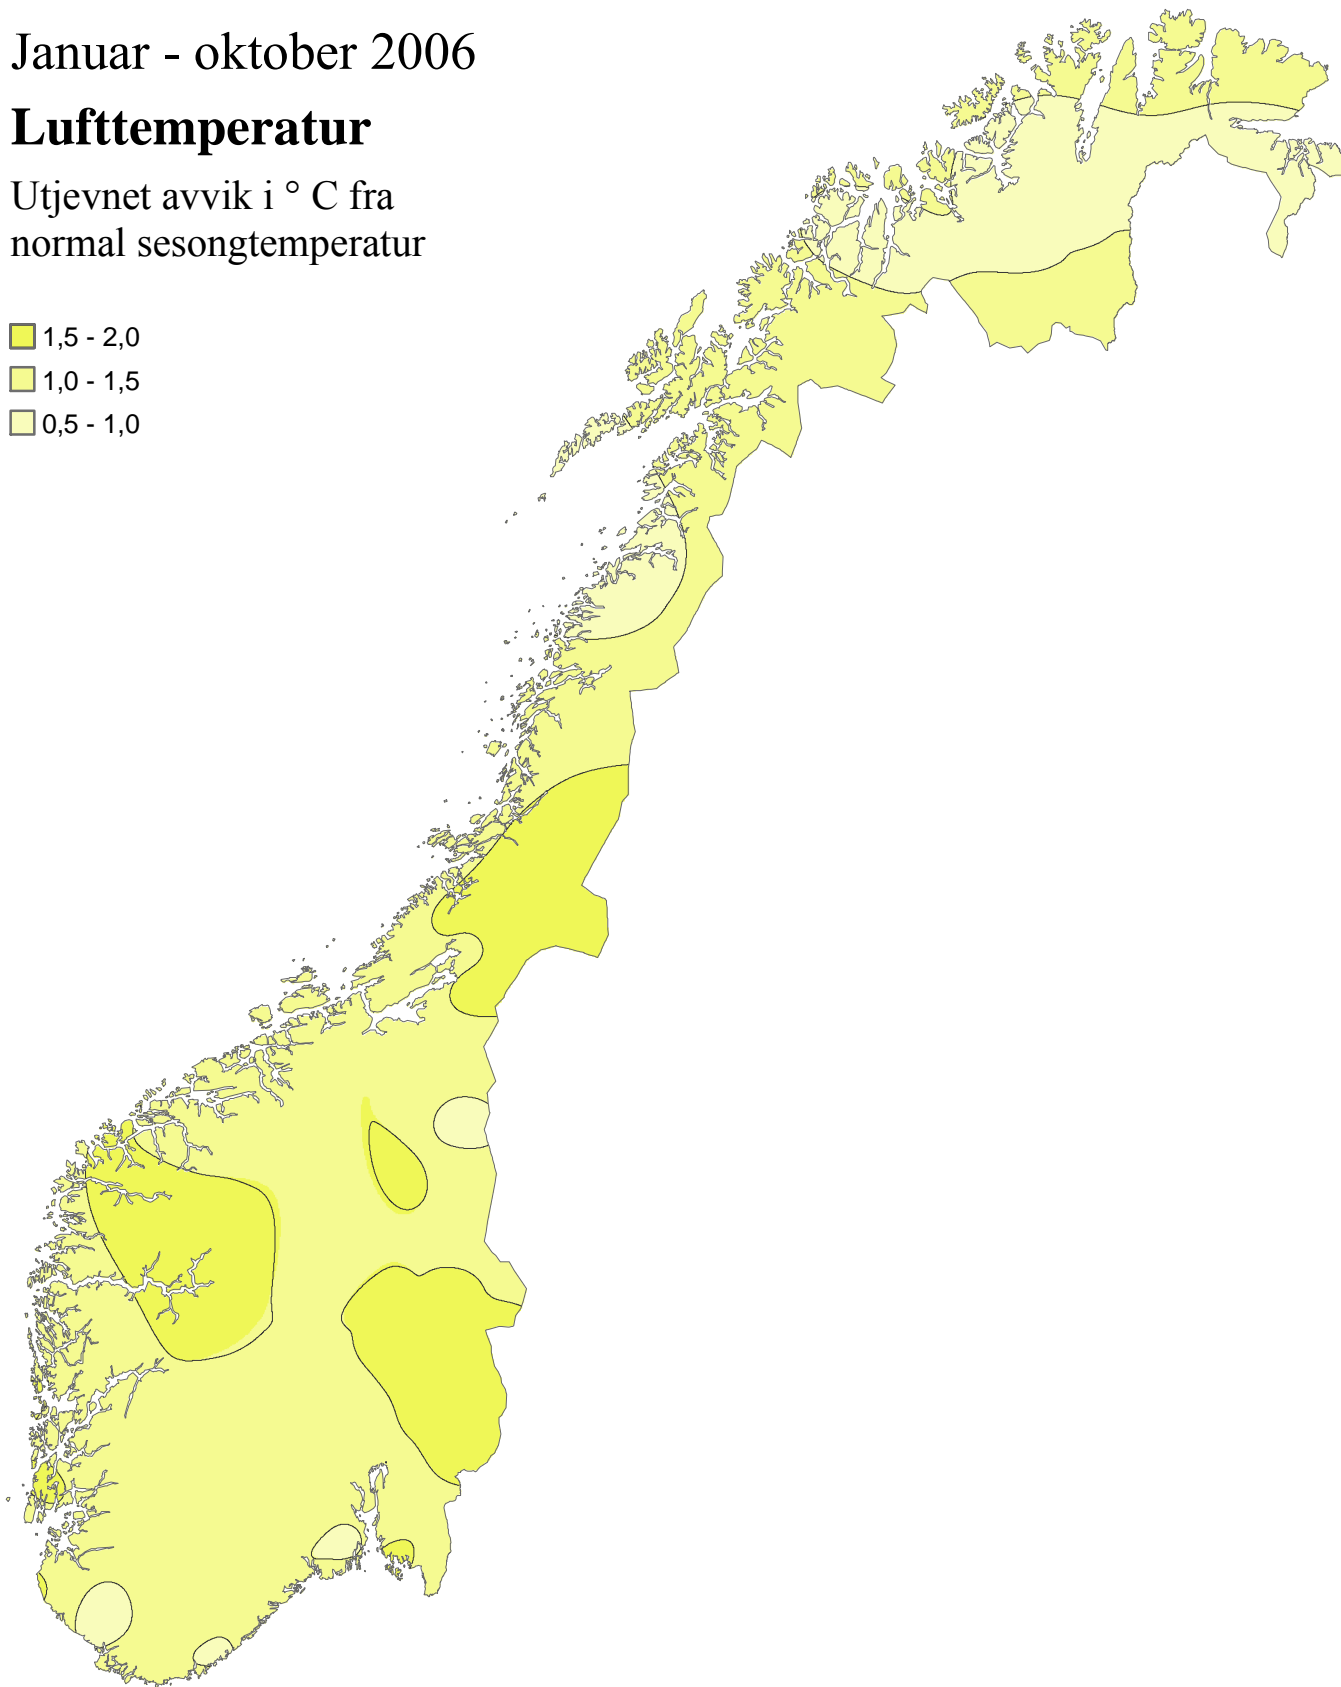 Januar - oktober 2006
Lufttemperatur
Utjevnet avvik i ° C fra
normal sesongtemperatur
1,5 - 2,0
1,0 - 1,5
0,5 - 1,0